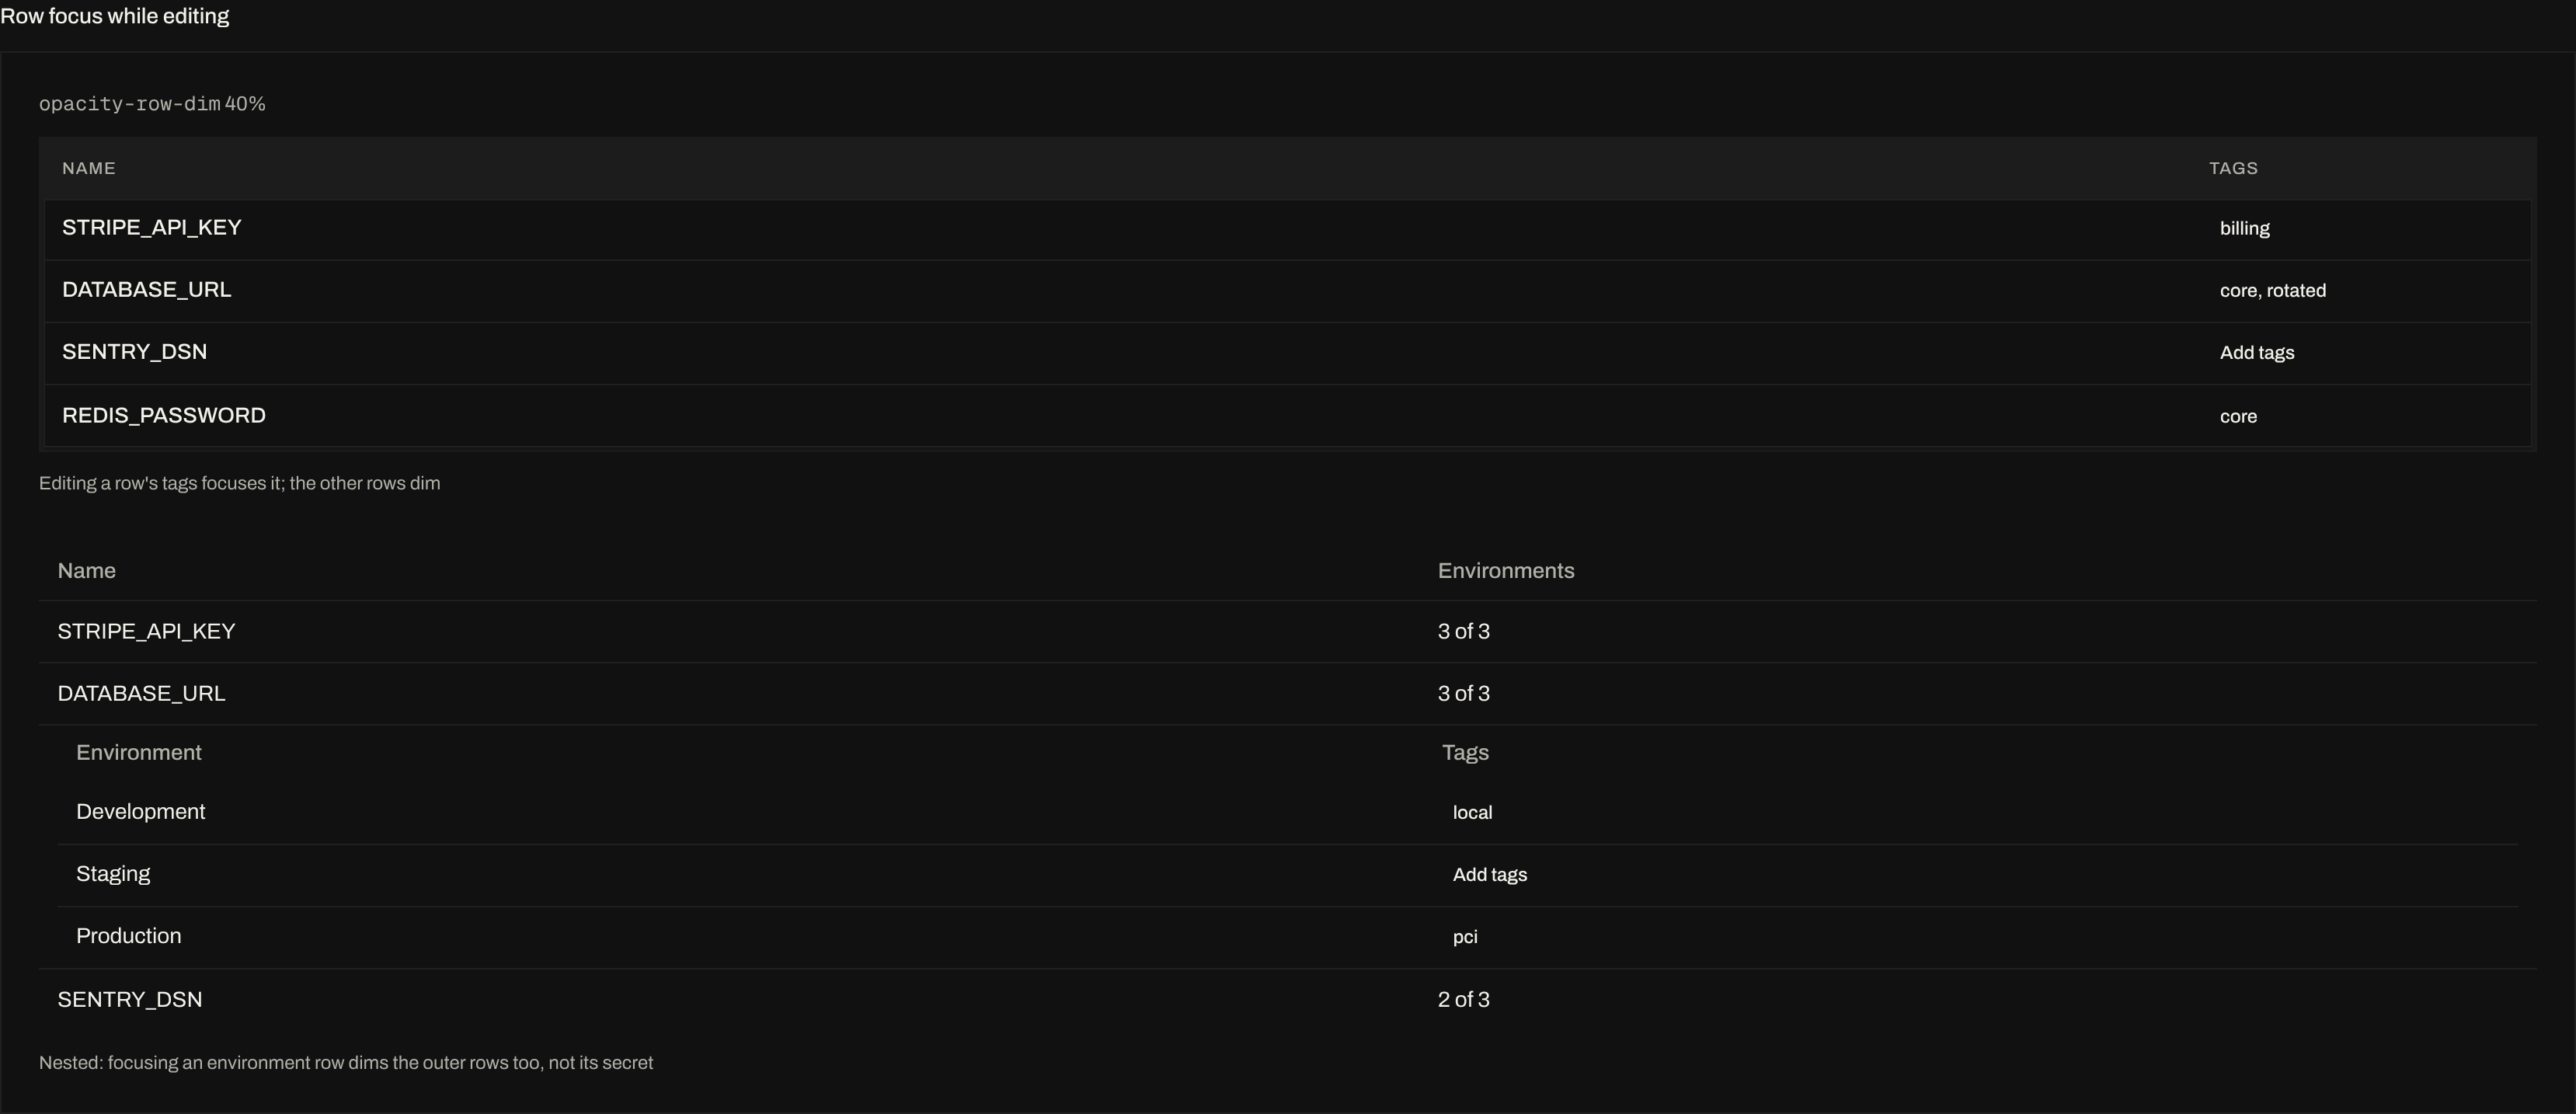 Row focus while editing
opacity-row-dim 40%
NAME TAGS
STRIPE_API_KEY billing
DATABASE_URL core, rotated
SENTRY_DSN Add tags
REDIS_PASSWORD core
Editing a row's tags focuses it; the other rows dim
Name Environments
STRIPE_API_KEY 3 of 3
DATABASE_URL 3 of 3
Environment Tags
Development local
Staging Add tags
Production pci
SENTRY_DSN 2 of 3
Nested: focusing an environment row dims the outer rows too, not its secret